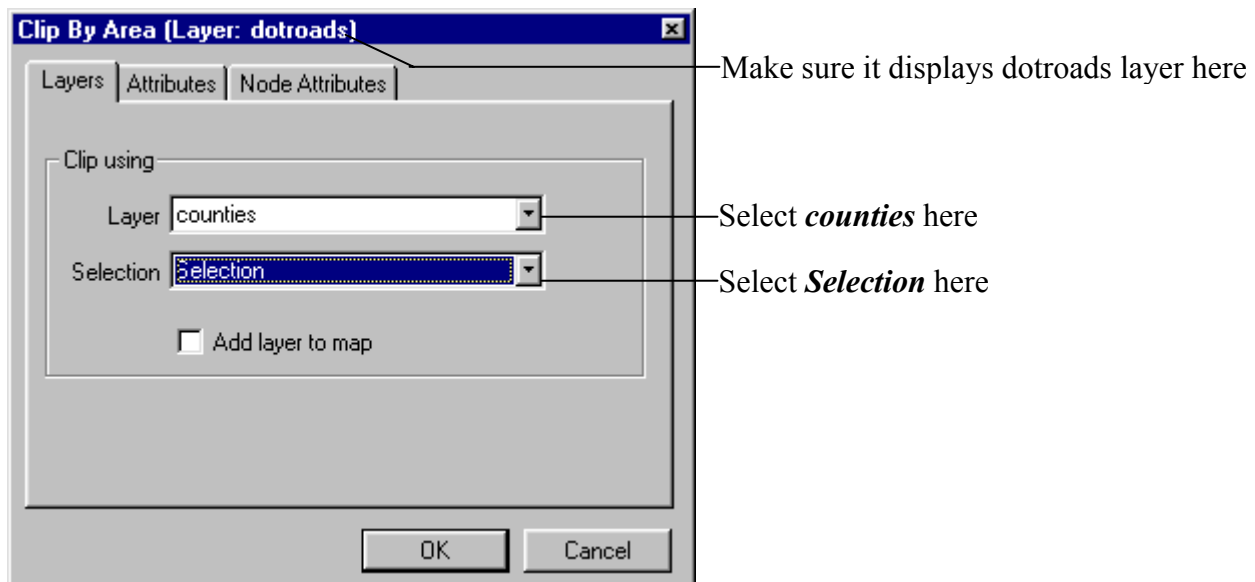 Clip By Area (Layer: dotroads)
Make sure it displays dotroads layer here
Layers Attributes Node Attributes
Clip using
Layer counties
Select counties here
Selection Selection
Select Selection here
Add layer to map
OK Cancel